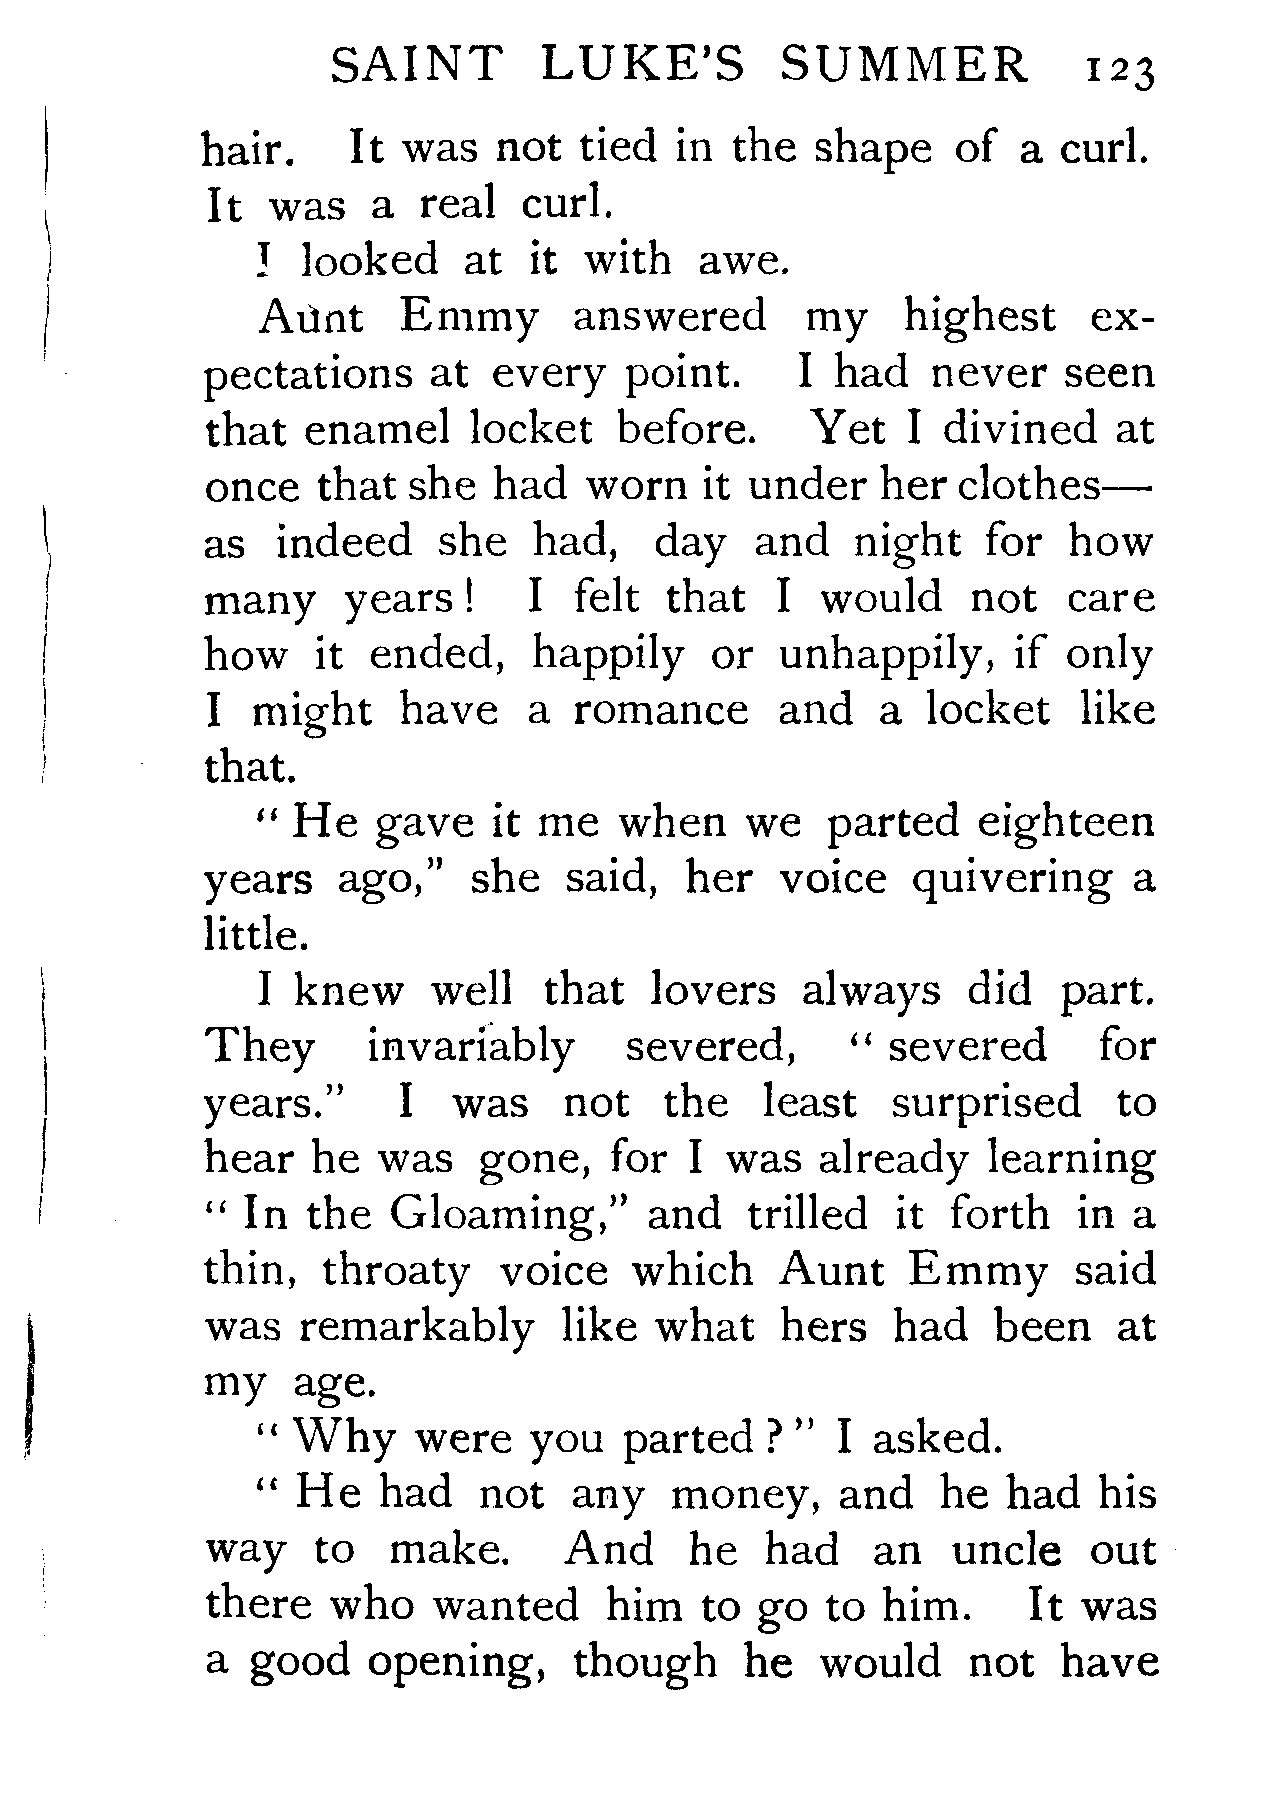 SAINT LUKE'S SUMMER 123
hair. It was not tied in the shape of a curl.
It was a real curl.
I looked at it with awe.
Aunt Emmy answered my highest ex-
pectations at every point. I had never seen
that enamel locket before. Yet I divined at
once that she had worn it under her clothes—
as indeed she had, day and night for how
many years! I felt that I would not care
how it ended, happily or unhappily, if only
I might have a romance and a locket like
that.
"He gave it me when we parted eighteen
years ago," she said, her voice quivering a
little.
I knew well that lovers always did part.
They invariably severed, "severed for
years." I was not the least surprised to
hear he was gone, for I was already learning
"In the Gloaming," and trilled it forth in a
thin, throaty voice which Aunt Emmy said
was remarkably like what hers had been at
my age.
"Why were you parted?" I asked.
"He had not any money, and he had his
way to make. And he had an uncle out
there who wanted him to go to him. It was
a good opening, though he would not have